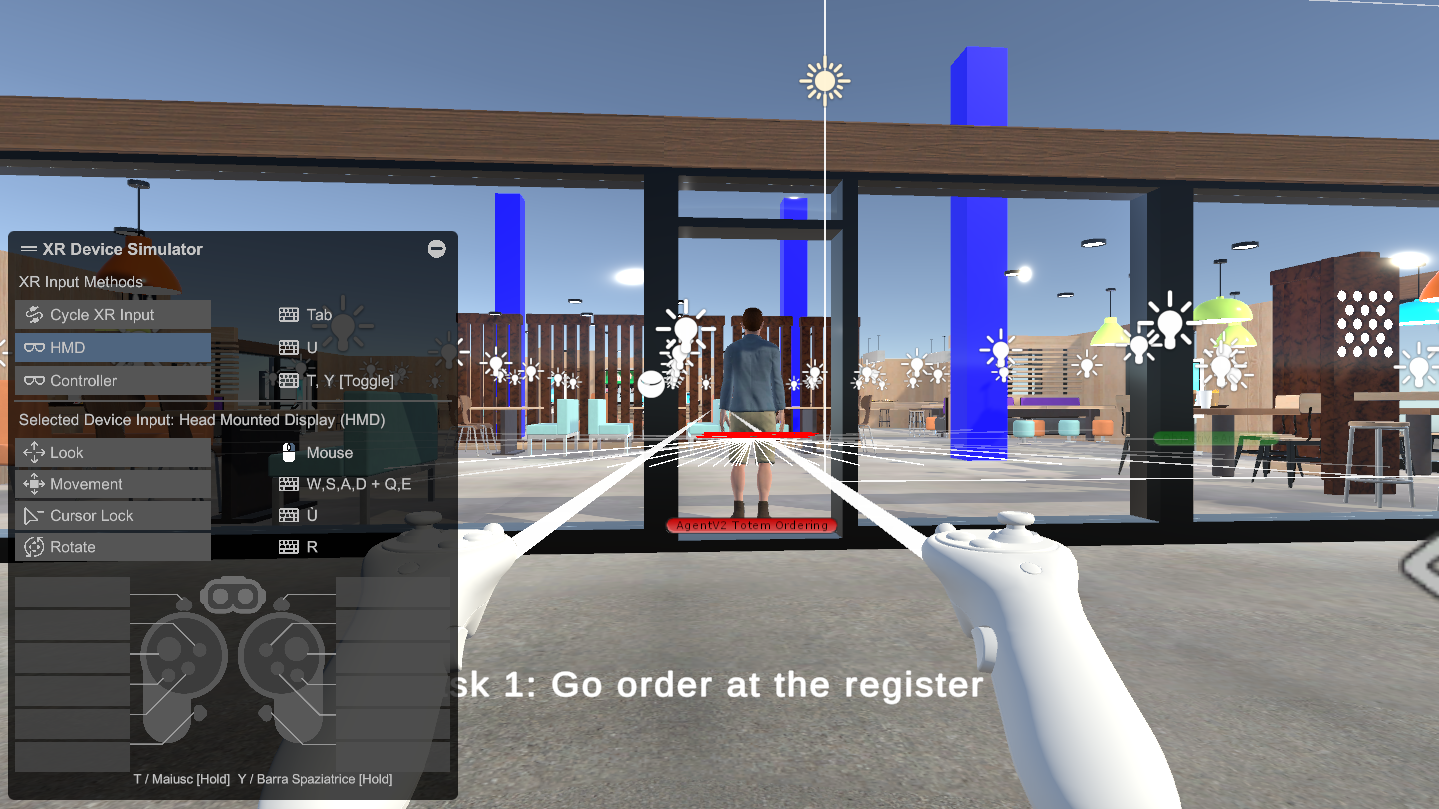 XR Device Simulator
XR Input Methods
Cycle XR Input Tab
HMD U
Controller T, Y [Toggle]
Selected Device Input: Head Mounted Display (HMD)
Look Mouse
Movement W,S,A,D + Q,E
Cursor Lock Ù
Rotate R
T / Maiusc [Hold] Y / Barra Spaziatrice [Hold]
AgentV2 Totem Ordering
sk 1: Go order at the register